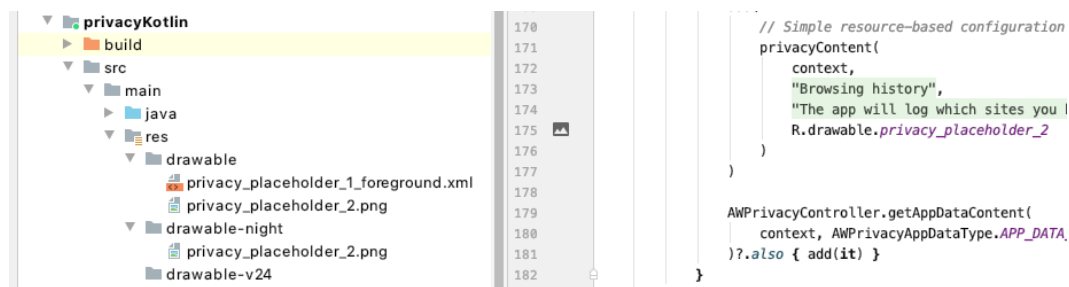 privacyKotlin
build
src
main
java
res
drawable
privacy_placeholder_1_foreground.xml
privacy_placeholder_2.png
drawable-night
privacy_placeholder_2.png
drawable-v24
170 // Simple resource-based configuration
171 privacyContent(
172 context,
173 "Browsing history",
174 "The app will log which sites you
175 R.drawable.privacy_placeholder_2
176 )
177 )
178
179 AWPrivacyController.getAppDataContent(
180 context, AWPrivacyAppDataType.APP_DATA_
181 )?.also { add(it) }
182 }